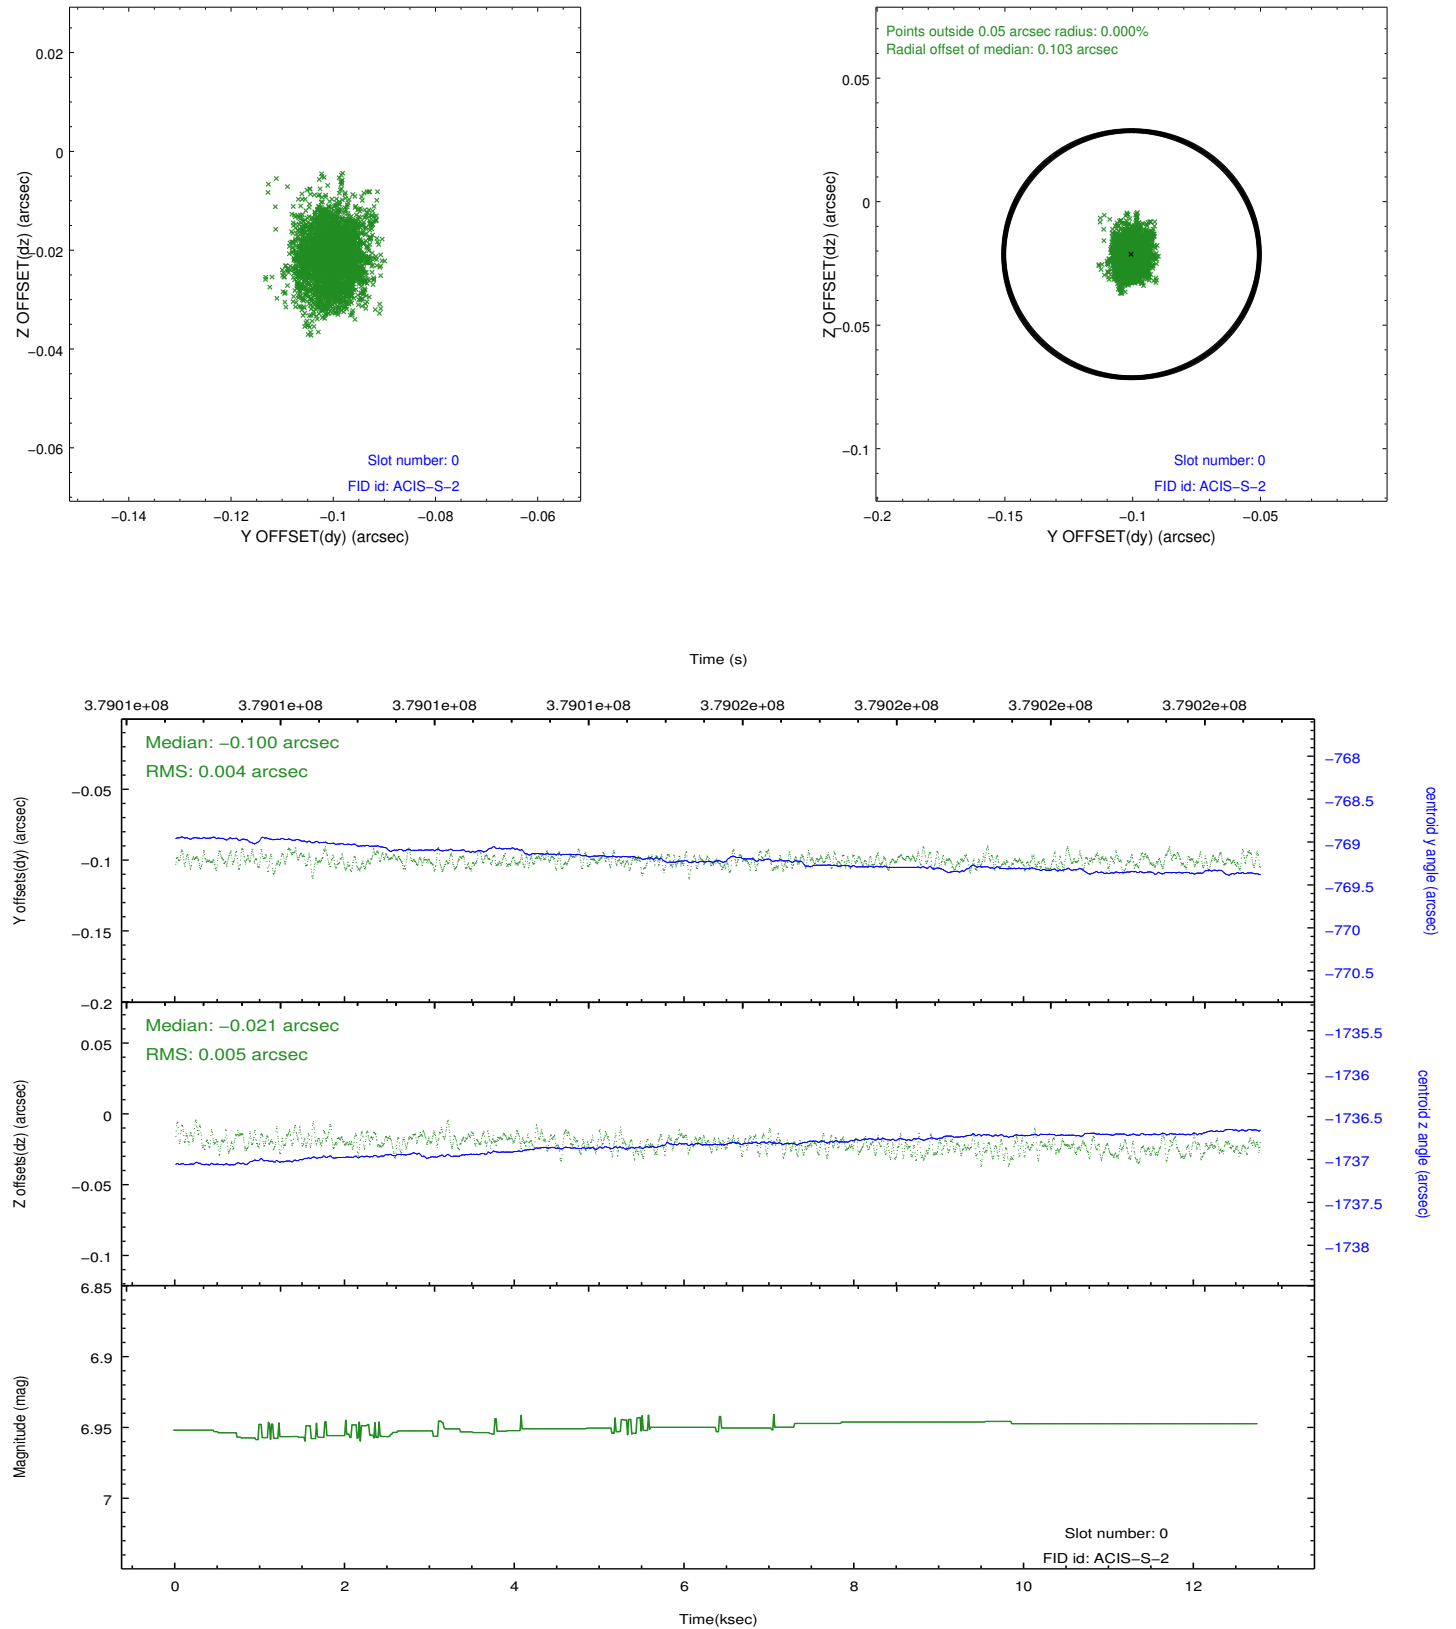 0.02
0
−0.02
−0.04
−0.06
Z OFFSET(dz) (arcsec)
Slot number: 0
FID id: ACIS−S−2
−0.14
−0.12
−0.1
−0.08
−0.06
Y OFFSET(dy) (arcsec)
Points outside 0.05 arcsec radius: 0.000%
Radial offset of median: 0.103 arcsec
0.05
0
−0.05
−0.1
Z OFFSET(dz) (arcsec)
Slot number: 0
FID id: ACIS−S−2
−0.2
−0.15
−0.1
−0.05
Y OFFSET(dy) (arcsec)
Time (s)
3.7901e+08
3.7901e+08
3.7901e+08
3.7901e+08
3.7902e+08
3.7902e+08
3.7902e+08
3.7902e+08
Median: −0.100 arcsec
RMS: 0.004 arcsec
−0.05
−0.1
−0.15
−0.2
Y offsets(dy) (arcsec)
−768
−768.5
−769
−769.5
−770
−770.5
centroid y angle (arcsec)
Median: −0.021 arcsec
RMS: 0.005 arcsec
0.05
0
−0.05
−0.1
Z offsets(dz) (arcsec)
−1735.5
−1736
−1736.5
−1737
−1737.5
−1738
centroid z angle (arcsec)
6.85
6.9
6.95
7
Magnitude (mag)
Slot number: 0
FID id: ACIS−S−2
0
2
4
6
8
10
12
Time(ksec)